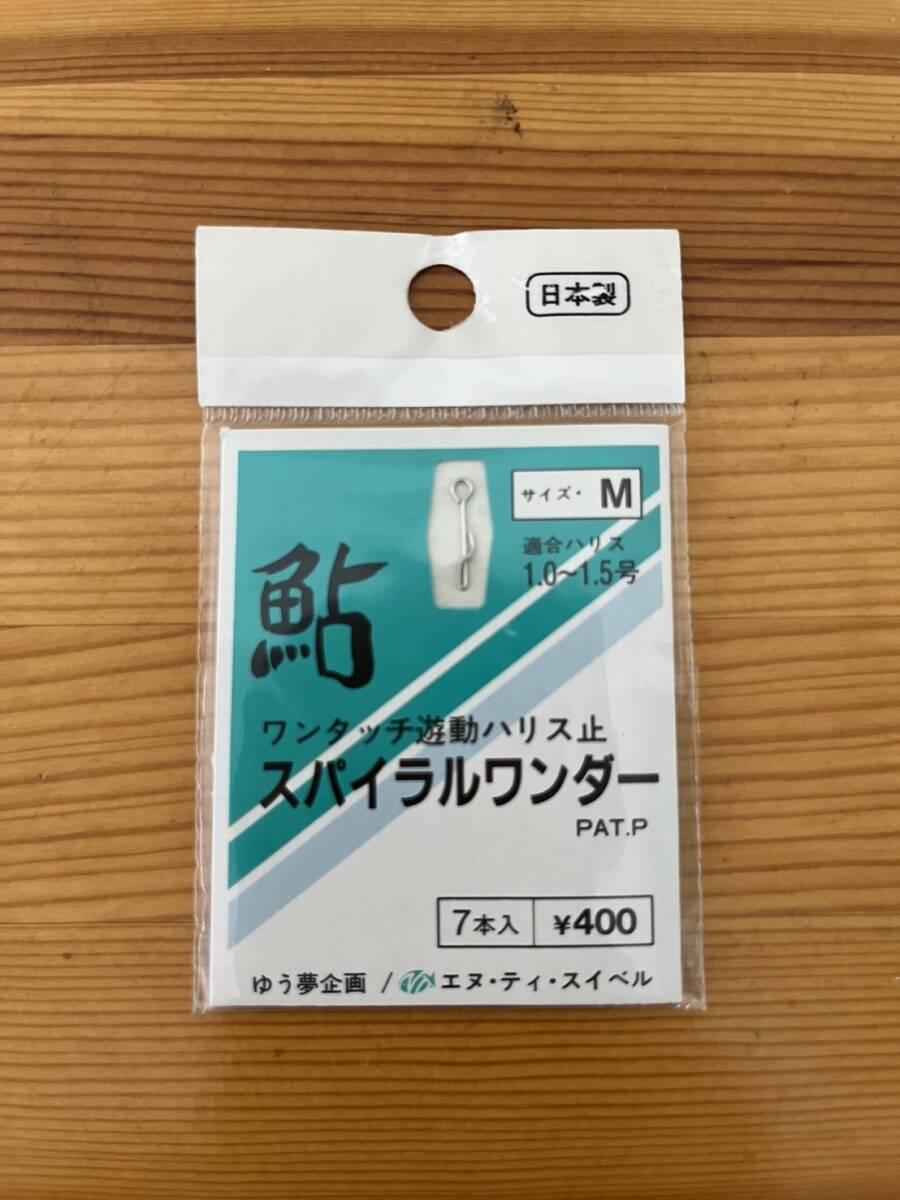 日本製
サイズ・M
適合ハリス
1.0~1.5号
鮎
ワンタッチ遊動ハリス止
スパイラルワンダー
PAT.P
7本入 ¥400
ゆう夢企画 / エヌ・ティ・スイベル